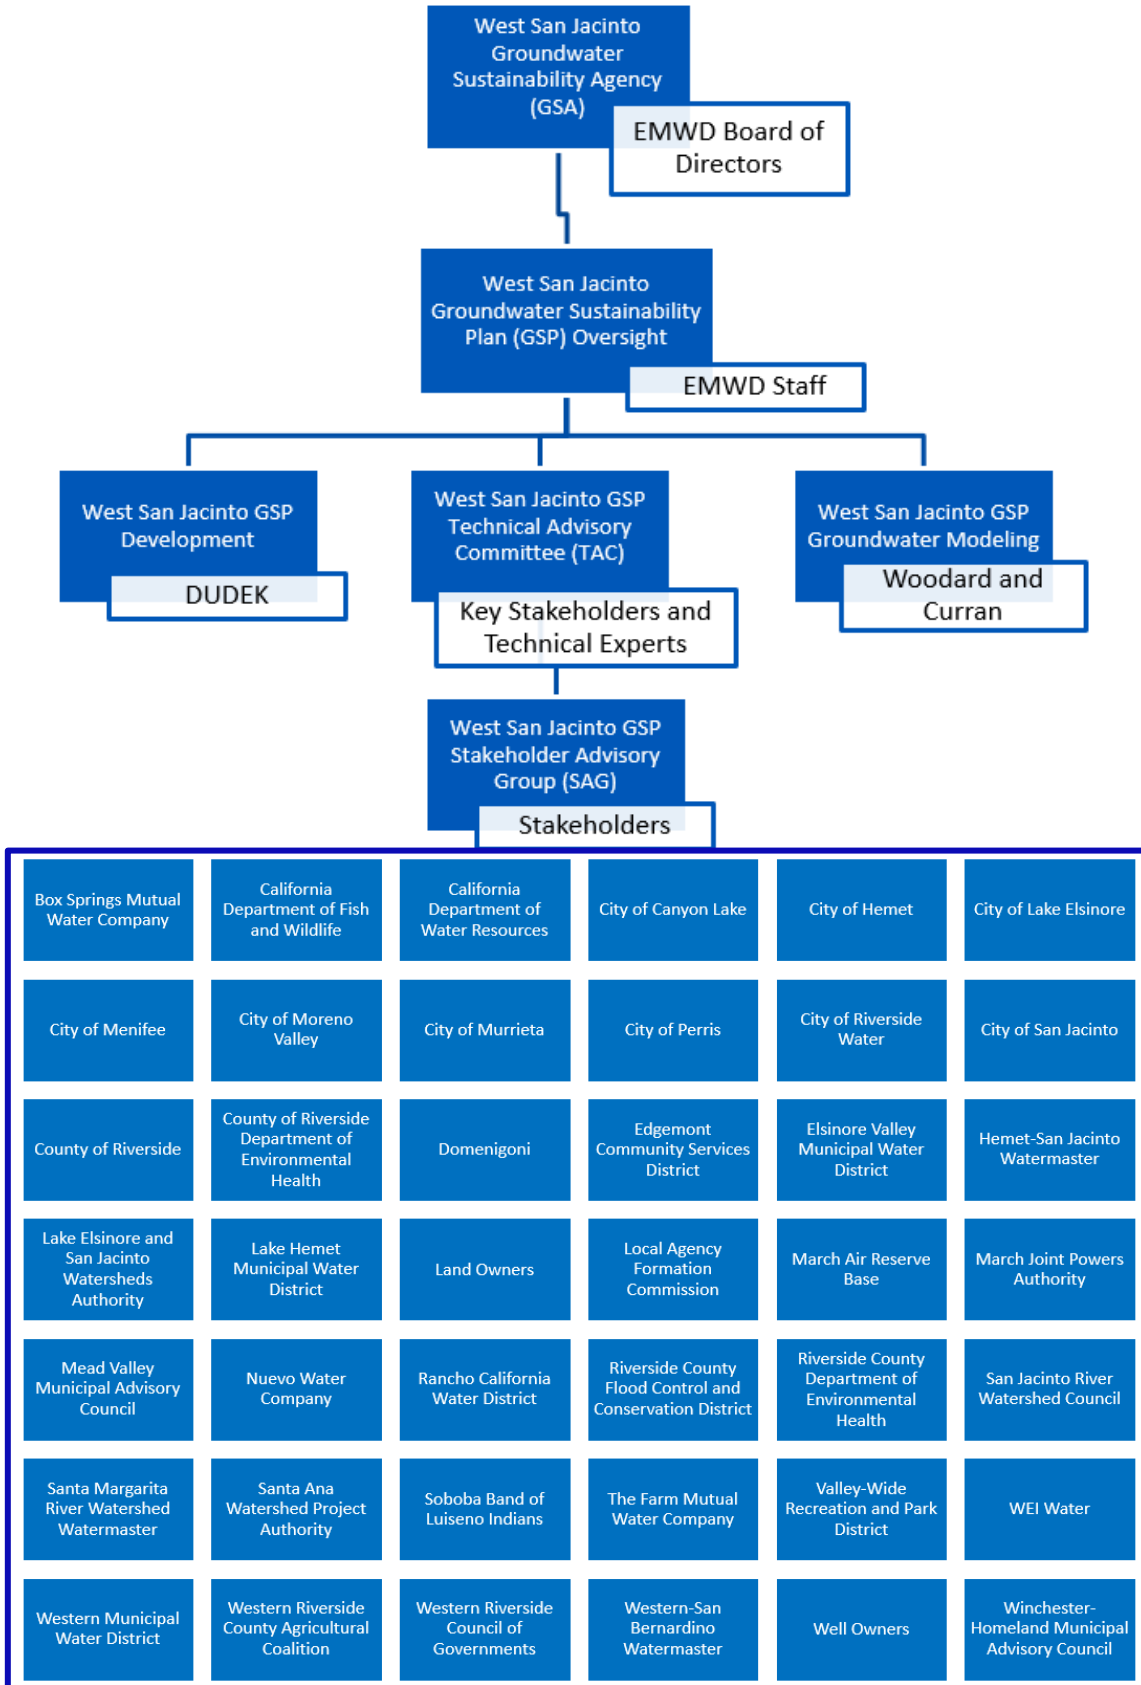 West San Jacinto
Groundwater
Sustainability Agency
(GSA)
EMWD Board of
Directors
West San Jacinto
Groundwater Sustainability
Plan (GSP) Oversight
EMWD Staff
West San Jacinto GSP
Development
DUDEK
West San Jacinto GSP
Technical Advisory
Committee (TAC)
Key Stakeholders and
Technical Experts
West San Jacinto GSP
Groundwater Modeling
Woodard and
Curran
West San Jacinto GSP
Stakeholder Advisory
Group (SAG)
Stakeholders
Box Springs Mutual
Water Company
California
Department of Fish
and Wildlife
California
Department of
Water Resources
City of Canyon Lake
City of Hemet
City of Lake Elsinore
City of Menifee
City of Moreno
Valley
City of Murrieta
City of Perris
City of Riverside
Water
City of San Jacinto
County of Riverside
County of Riverside
Department of
Environmental
Health
Domenigoni
Edgemont
Community Services
District
Elsinore Valley
Municipal Water
District
Hemet-San Jacinto
Watermaster
Lake Elsinore and
San Jacinto
Watersheds
Authority
Lake Hemet
Municipal Water
District
Land Owners
Local Agency
Formation
Commission
March Air Reserve
Base
March Joint Powers
Authority
Mead Valley
Municipal Advisory
Council
Nuevo Water
Company
Rancho California
Water District
Riverside County
Flood Control and
Conservation District
Riverside County
Department of
Environmental
Health
San Jacinto River
Watershed Council
Santa Margarita
River Watershed
Watermaster
Santa Ana
Watershed Project
Authority
Soboba Band of
Luiseno Indians
The Farm Mutual
Water Company
Valley-Wide
Recreation and Park
District
WEI Water
Western Municipal
Water District
Western Riverside
County Agricultural
Coalition
Western Riverside
Council of
Governments
Western-San
Bernardino
Watermaster
Well Owners
Winchester-
Homeland Municipal
Advisory Council